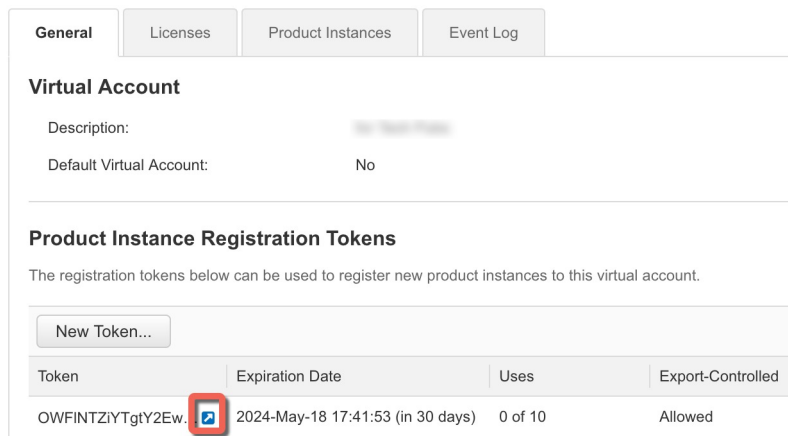 General Licenses Product Instances Event Log
Virtual Account
Description:
Default Virtual Account: No
Product Instance Registration Tokens
The registration tokens below can be used to register new product instances to this virtual account.
New Token...
Token Expiration Date Uses Export-Controlled
OWFlNTZiYTgtY2Ew... 2024-May-18 17:41:53 (in 30 days) 0 of 10 Allowed